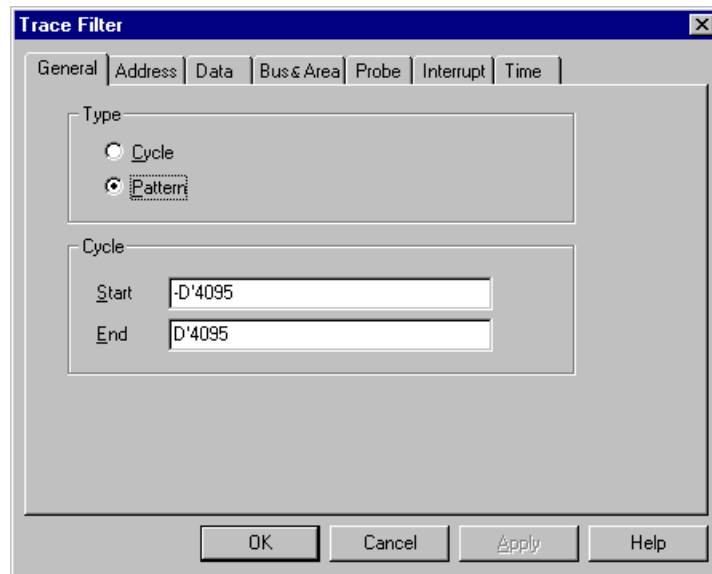 Trace Filter
General Address Data Bus & Area Probe Interrupt Time
Type
Cycle
Pattern
Cycle
Start -D'4095
End D'4095
OK Cancel Apply Help